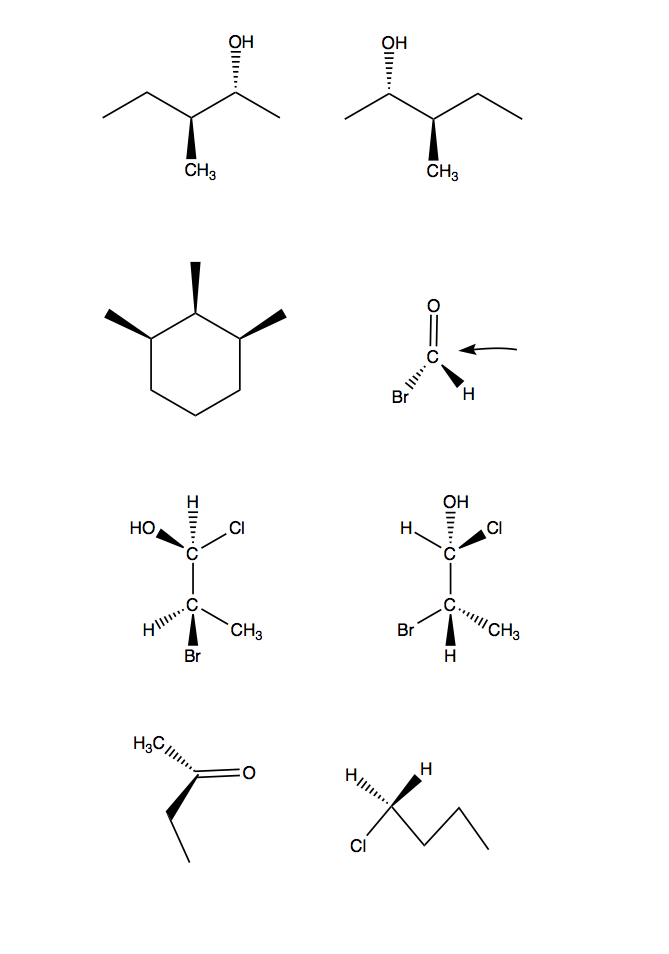 OH OH
CH₃ CH₃
O
C
Br H
H OH
HO Cl H Cl
C C
C C
H CH₃ Br CH₃
Br H
H₃C O H H
Cl